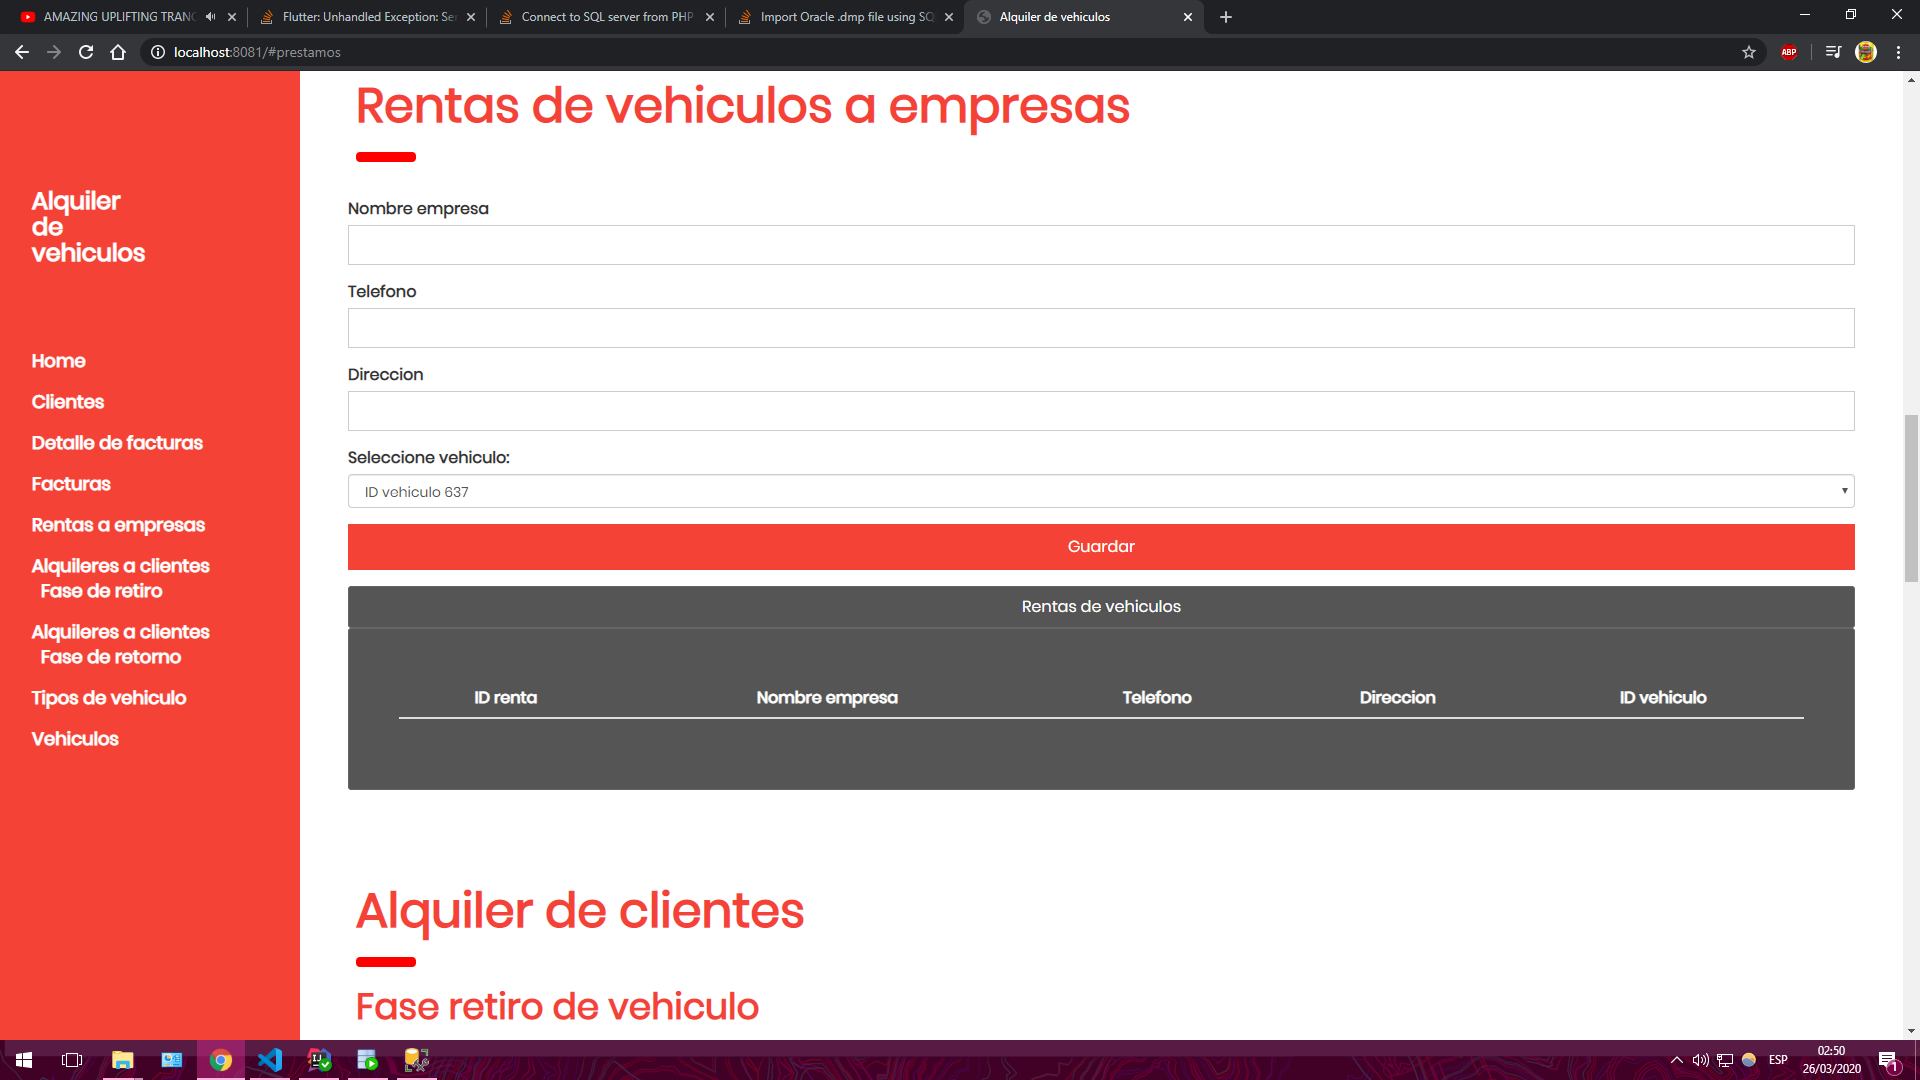 AMAZING UPLIFTING TRANC
Flutter: Unhandled Exception: Ser
Connect to SQL server from PHP
Import Oracle .dmp file using SQ
Alquiler de vehiculos
localhost:8081/#prestamos
ABP
Alquiler
de
vehiculos
Home
Clientes
Detalle de facturas
Facturas
Rentas a empresas
Alquileres a clientes
Fase de retiro
Alquileres a clientes
Fase de retorno
Tipos de vehiculo
Vehiculos
Rentas de vehiculos a empresas
Nombre empresa
Telefono
Direccion
Seleccione vehiculo:
ID vehiculo 637
Guardar
Rentas de vehiculos
ID renta Nombre empresa Telefono Direccion ID vehiculo
Alquiler de clientes
Fase retiro de vehiculo
ESP
02:50
26/03/2020
1